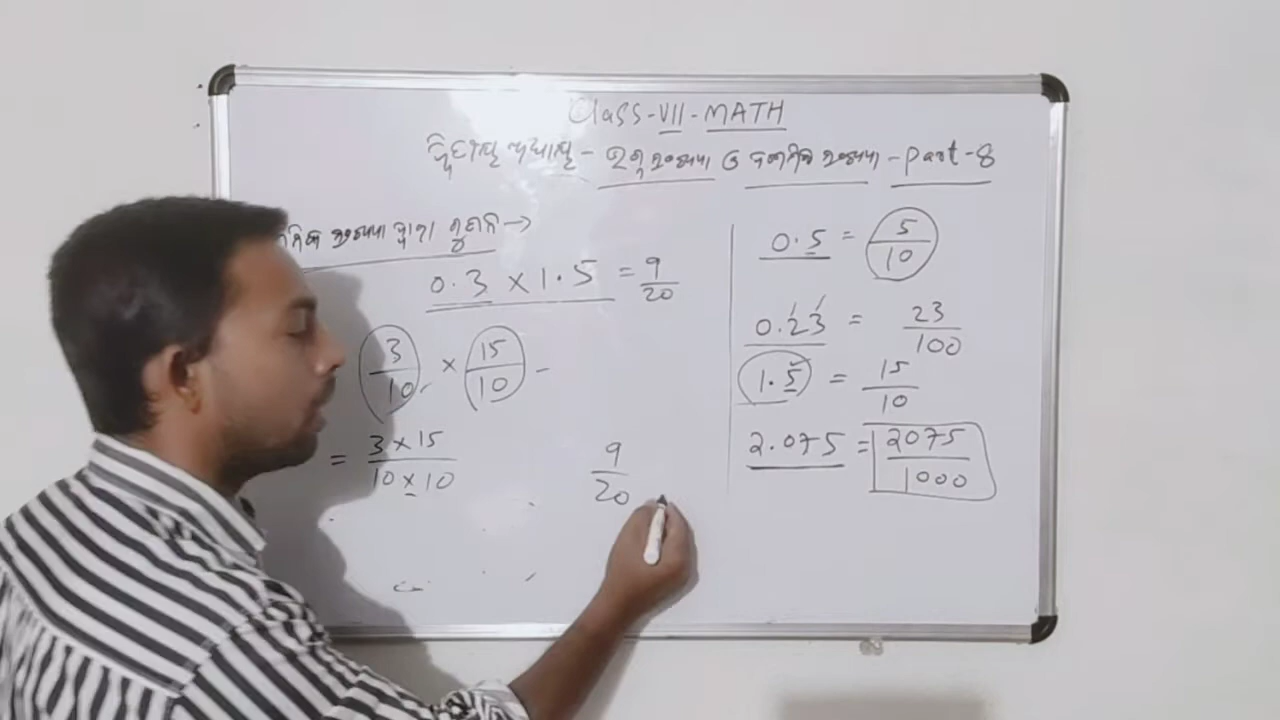 Class-VII-MATH
ଦ୍ଵିତୀୟ ଅଧ୍ୟାୟ - ଭଗ୍ନସଂଖ୍ୟା ଓ ଦଶମିକ ସଂଖ୍ୟା - Part-8
ସଂଖ୍ୟା ଦ୍ୱାରା ଗୁଣନ →
0.3 × 1.5 = 9/20
3/10 × 15/10 -
= 3×15/10×10
9/20
0.5 = 5/10
0.23 = 23/100
1.5 = 15/10
2.075 = 2075/1000